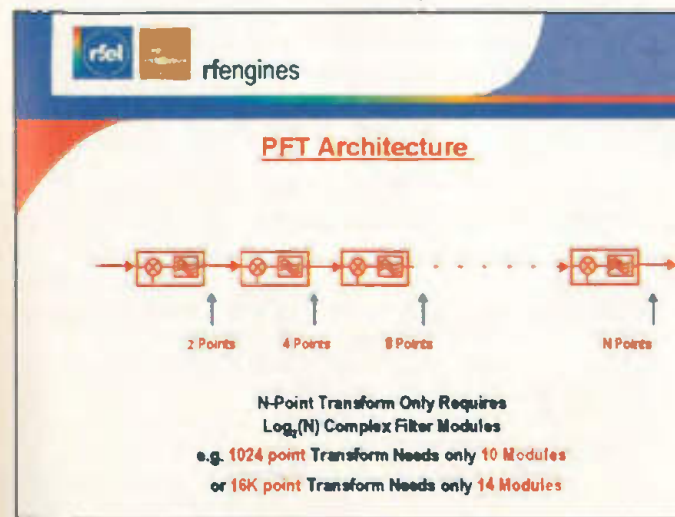 rfel
rfengines
PFT Architecture
2 Points
4 Points
8 Points
N Points
N-Point Transform Only Requires
Log₂(N) Complex Filter Modules
e.g. 1024 point Transform Needs only 10 Modules
or 16K point Transform Needs only 14 Modules